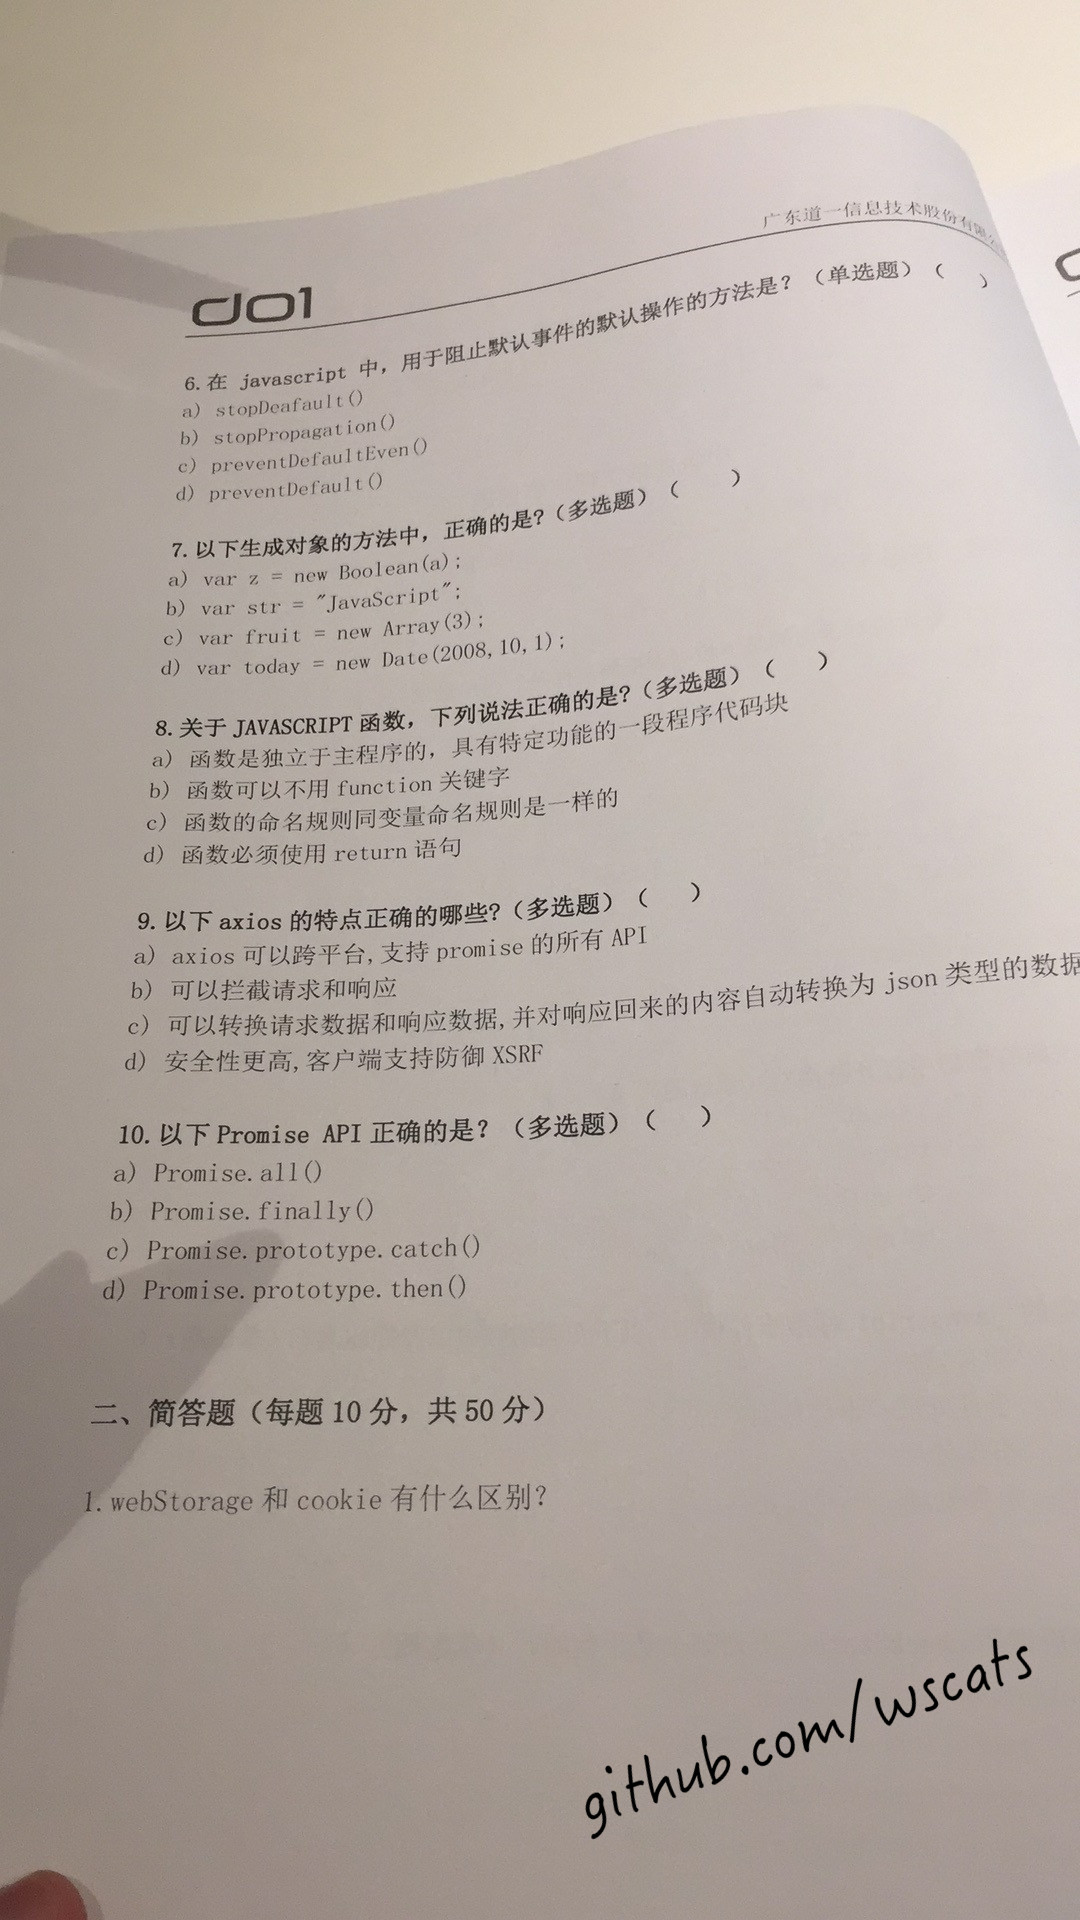 广东道一信息技术股份有限
do1
6.在 javascript 中，用于阻止默认事件的默认操作的方法是？（单选题）（ ）
a) stopDeafault()
b) stopPropagation()
c) preventDefaultEven()
d) preventDefault()
7.以下生成对象的方法中，正确的是?（多选题）（ ）
a) var z = new Boolean(a);
b) var str = "JavaScript";
c) var fruit = new Array(3);
d) var today = new Date(2008,10,1);
8.关于 JAVASCRIPT 函数，下列说法正确的是?（多选题）（ ）
a) 函数是独立于主程序的，具有特定功能的一段程序代码块
b) 函数可以不用 function 关键字
c) 函数的命名规则同变量命名规则是一样的
d) 函数必须使用 return 语句
9.以下 axios 的特点正确的哪些?（多选题）（ ）
a) axios 可以跨平台,支持 promise 的所有 API
b) 可以拦截请求和响应
c) 可以转换请求数据和响应数据,并对响应回来的内容自动转换为 json 类型的数据
d) 安全性更高,客户端支持防御 XSRF
10.以下 Promise API 正确的是？（多选题）（ ）
a) Promise.all()
b) Promise.finally()
c) Promise.prototype.catch()
d) Promise.prototype.then()
二、简答题（每题 10 分，共 50 分）
1.webStorage 和 cookie 有什么区别？
github.com/wscats